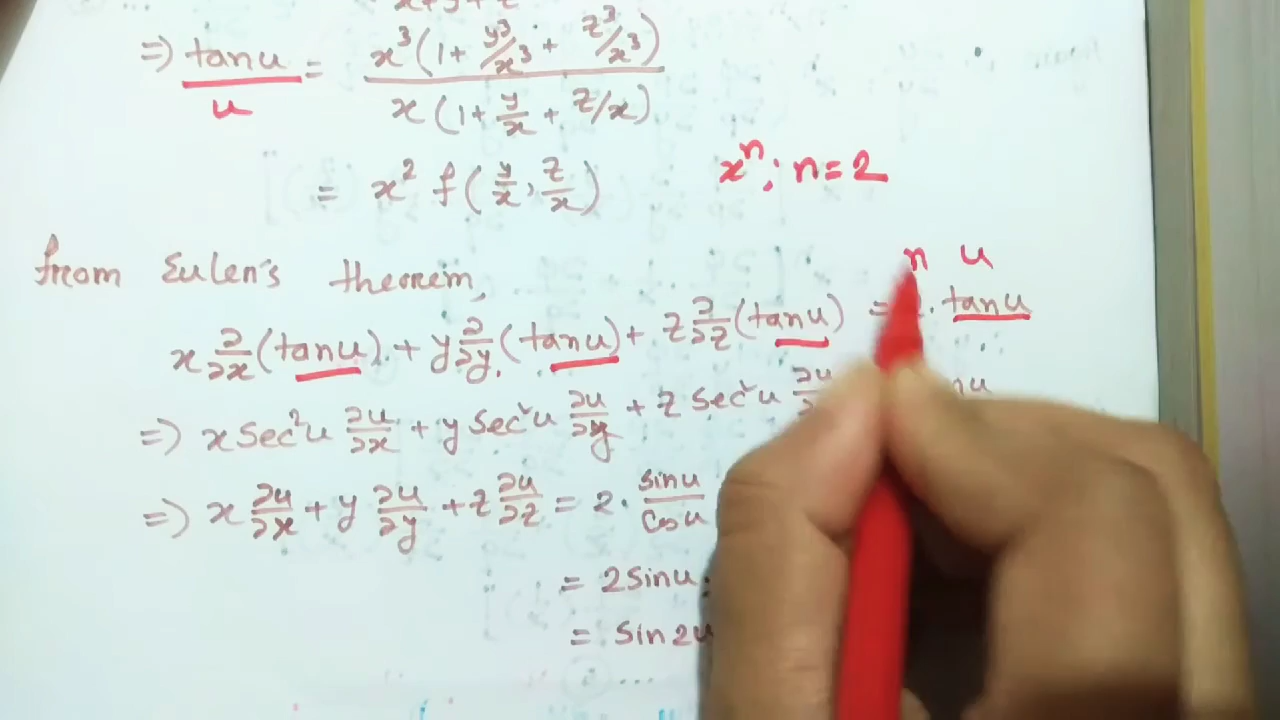 => tanu = x³(1+ y³/x³ + z³/x³) / x(1+ y/x + z/x)
u
= x² f(y/x, z/x)
xⁿ; n=2
from Euler's theorem,
n u
x ∂/∂x (tanu) + y ∂/∂y (tanu) + z ∂/∂z (tanu) = . tanu
=> x Sec²u ∂u/∂x + y Sec²u ∂u/∂y + z Sec²u ∂u
=> x ∂u/∂x + y ∂u/∂y + z ∂u/∂z = 2. sinu/cosu
= 2sinu.
= sin2u